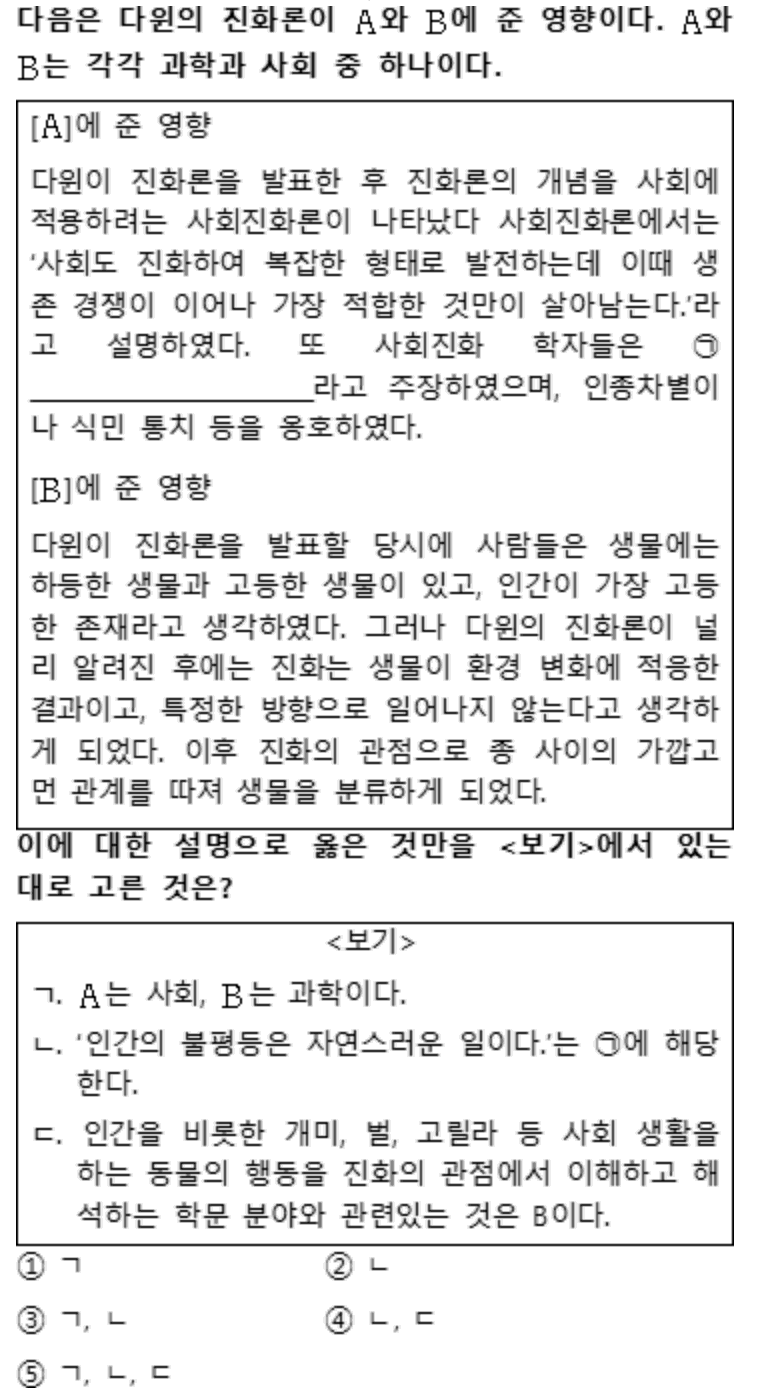 다음은 다윈의 진화론이 A와 B에 준 영향이다. A와
B는 각각 과학과 사회 중 하나이다.
[A]에 준 영향
다윈이 진화론을 발표한 후 진화론의 개념을 사회에
적용하려는 사회진화론이 나타났다 사회진화론에서는
‘사회도 진화하여 복잡한 형태로 발전하는데 이때 생
존 경쟁이 이어나 가장 적합한 것만이 살아남는다.’라
고 설명하였다. 또 사회진화 학자들은 ㉠
________________라고 주장하였으며, 인종차별이
나 식민 통치 등을 옹호하였다.
[B]에 준 영향
다윈이 진화론을 발표할 당시에 사람들은 생물에는
하등한 생물과 고등한 생물이 있고, 인간이 가장 고등
한 존재라고 생각하였다. 그러나 다윈의 진화론이 널
리 알려진 후에는 진화는 생물이 환경 변화에 적응한
결과이고, 특정한 방향으로 일어나지 않는다고 생각하
게 되었다. 이후 진화의 관점으로 종 사이의 가깝고
먼 관계를 따져 생물을 분류하게 되었다.
이에 대한 설명으로 옳은 것만을 <보기>에서 있는
대로 고른 것은?
<보기>
ㄱ. A는 사회, B는 과학이다.
ㄴ. ‘인간의 불평등은 자연스러운 일이다.’는 ㉠에 해당
한다.
ㄷ. 인간을 비롯한 개미, 벌, 고릴라 등 사회 생활을
하는 동물의 행동을 진화의 관점에서 이해하고 해
석하는 학문 분야와 관련있는 것은 B이다.
① ㄱ ② ㄴ
③ ㄱ, ㄴ ④ ㄴ, ㄷ
⑤ ㄱ, ㄴ, ㄷ